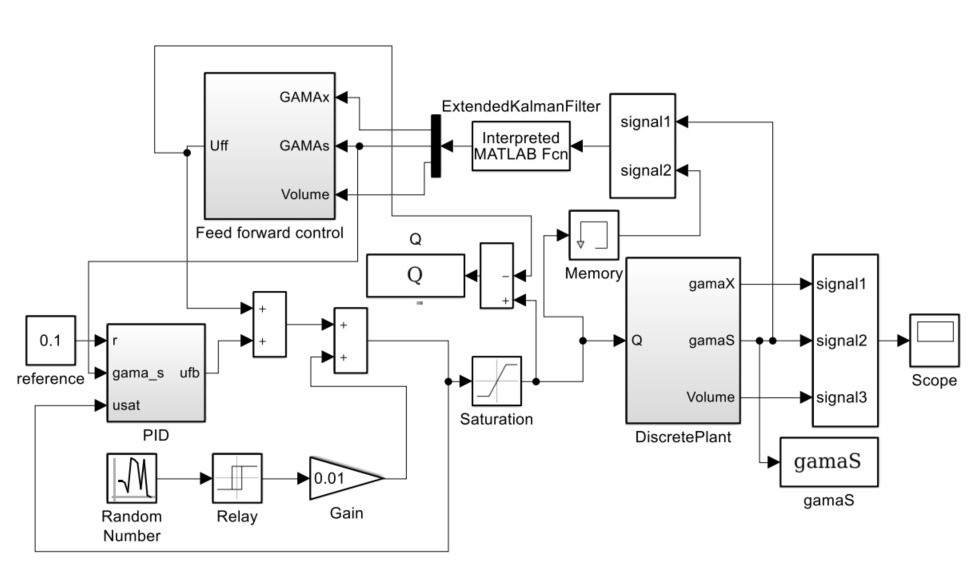 GAMAx
Uff
GAMAs
Volume
Feed forward control
ExtendedKalmanFilter
Interpreted
MATLAB Fcn
signal1
signal2
Memory
Q
Q
−
+
0.1
reference
r
gama_s
ufb
usat
PID
+
+
+
+
Saturation
Q
gamaX
gamaS
Volume
DiscretePlant
signal1
signal2
signal3
Scope
gamaS
gamaS
Random
Number
Relay
0.01
Gain